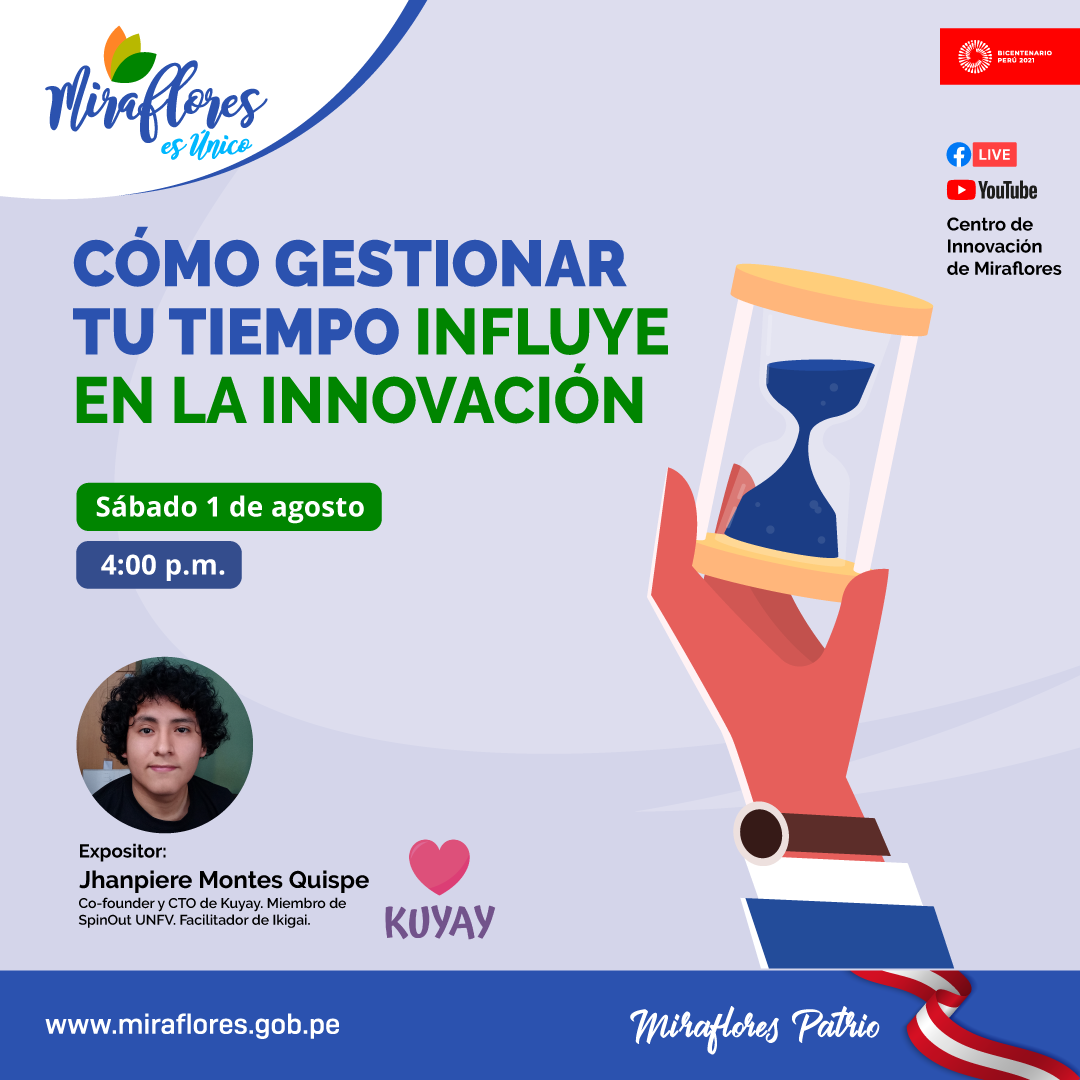 Miraflores
es Único
BICENTENARIO
PERÚ 2021
LIVE
YouTube
Centro de
Innovación
de Miraflores
CÓMO GESTIONAR
TU TIEMPO INFLUYE
EN LA INNOVACIÓN
Sábado 1 de agosto
4:00 p.m.
Expositor:
Jhanpiere Montes Quispe
Co-founder y CTO de Kuyay. Miembro de
SpinOut UNFV. Facilitador de Ikigai.
KUYAY
www.miraflores.gob.pe
Miraflores Patrio